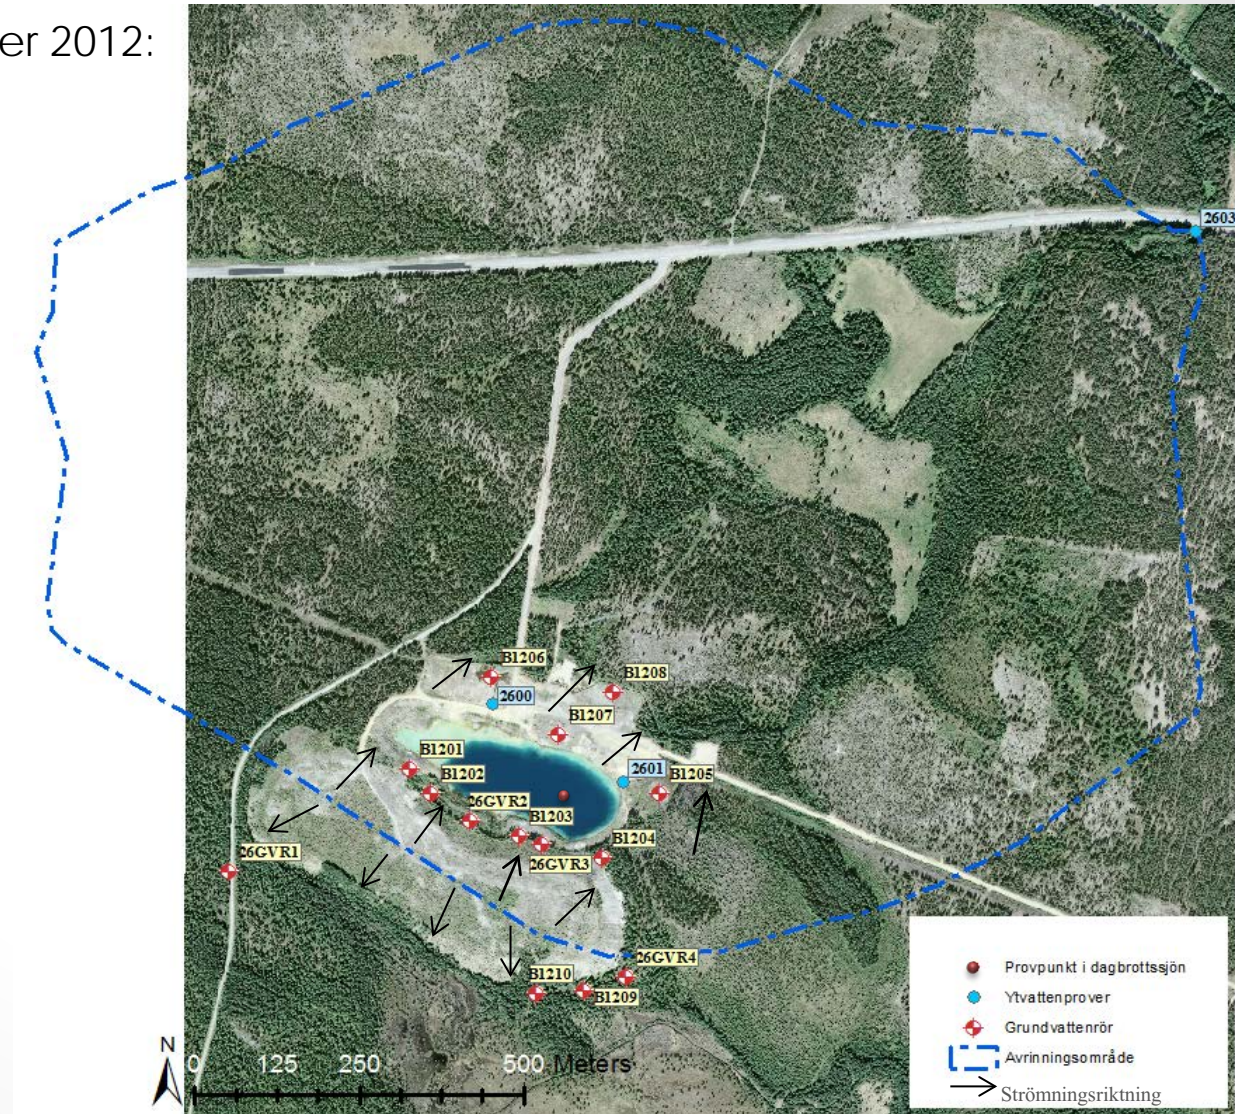 er 2012:
2603
B1206
2600
B1208
B1207
B1201
B1202
2601
B1205
26GVR2
B1203
B1204
26GVR1
26GVR3
26GVR4
B1210
B1209
Provpunkt i dagbrottssjön
Ytvattenprover
Grundvattenrör
Avrinningsområde
Strömningsriktning
N
0 125 250 500 Meters